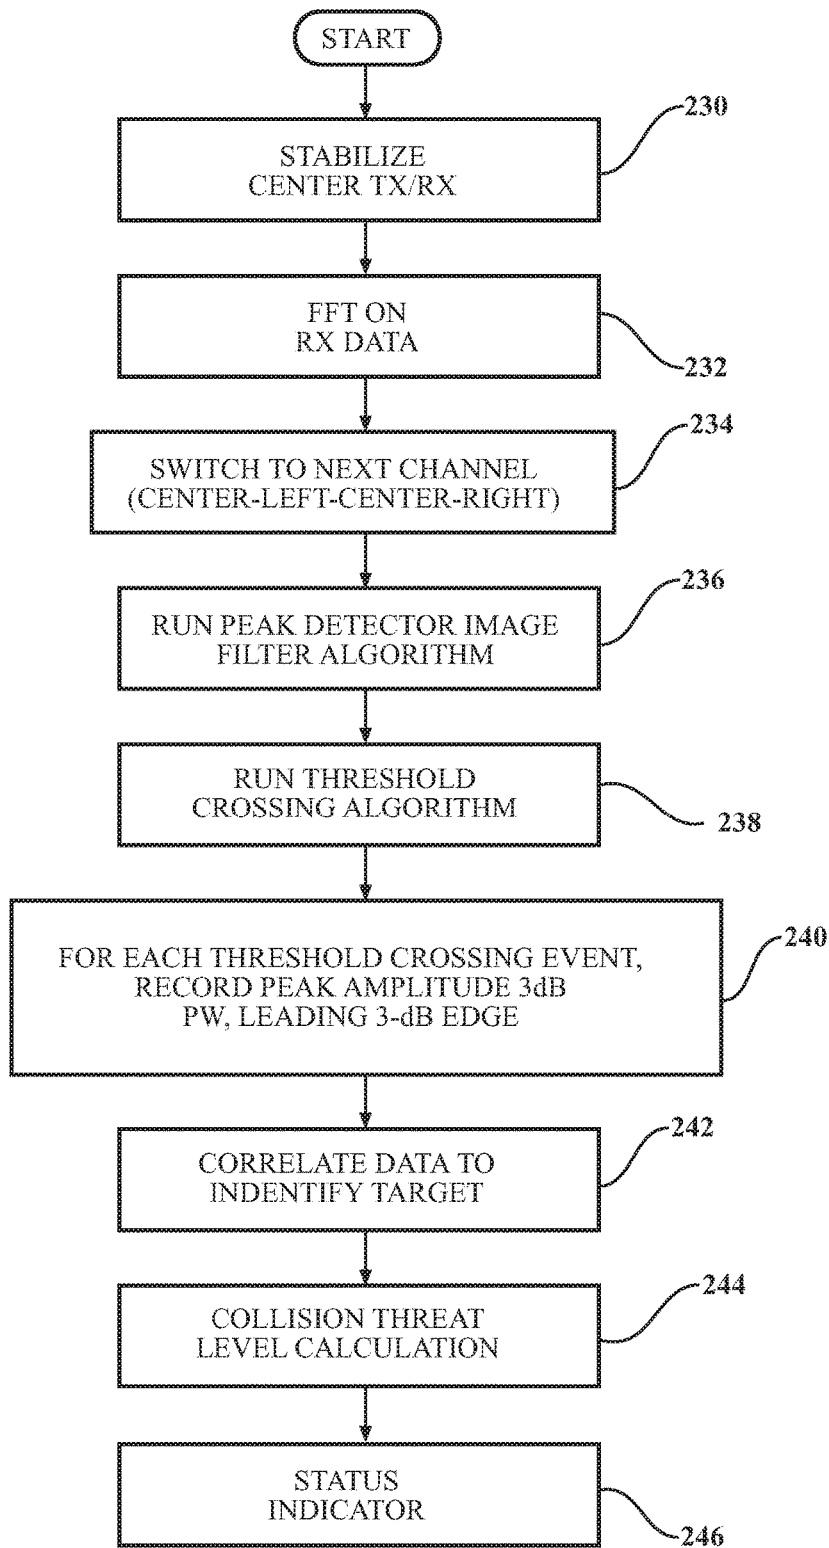 START
230
STABILIZE
CENTER TX/RX
FFT ON
RX DATA
232
234
SWITCH TO NEXT CHANNEL
(CENTER-LEFT-CENTER-RIGHT)
236
RUN PEAK DETECTOR IMAGE
FILTER ALGORITHM
RUN THRESHOLD
CROSSING ALGORITHM
238
240
FOR EACH THRESHOLD CROSSING EVENT,
RECORD PEAK AMPLITUDE 3dB
PW, LEADING 3-dB EDGE
242
CORRELATE DATA TO
INDENTIFY TARGET
244
COLLISION THREAT
LEVEL CALCULATION
STATUS
INDICATOR
246